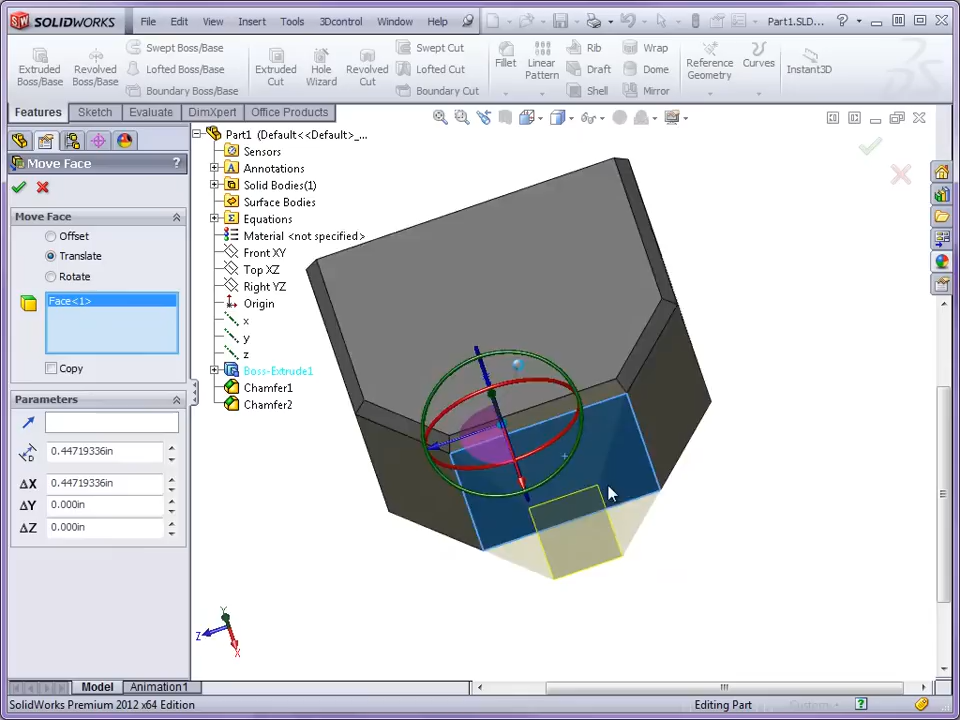 SOLIDWORKS File Edit View Insert Tools 3Dcontrol Window Help Part1.SLD...
Extruded Boss/Base
Revolved Boss/Base
Swept Boss/Base
Lofted Boss/Base
Boundary Boss/Base
Extruded Cut
Hole Wizard
Revolved Cut
Swept Cut
Lofted Cut
Boundary Cut
Fillet
Linear Pattern
Rib
Draft
Shell
Wrap
Dome
Mirror
Reference Geometry
Curves
Instant3D
Features Sketch Evaluate DimXpert Office Products
Move Face ?
Move Face
Offset
Translate
Rotate
Face<1>
Copy
Parameters
0.44719336in
ΔX 0.44719336in
ΔY 0.000in
ΔZ 0.000in
Part1 (Default<<Default>_...
Sensors
Annotations
Solid Bodies(1)
Surface Bodies
Equations
Material <not specified>
Front XY
Top XZ
Right YZ
Origin
x
y
z
Boss-Extrude1
Chamfer1
Chamfer2
Y
Z
X
Model Animation1
SolidWorks Premium 2012 x64 Edition Editing Part Custom